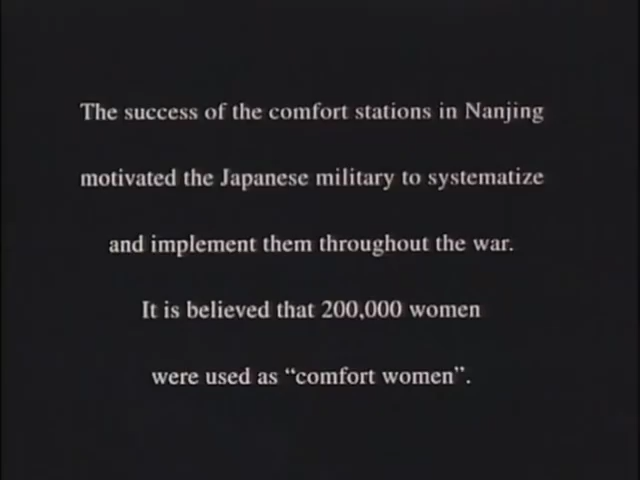 The success of the comfort stations in Nanjing
motivated the Japanese military to systematize
and implement them throughout the war.
It is believed that 200,000 women
were used as “comfort women”.